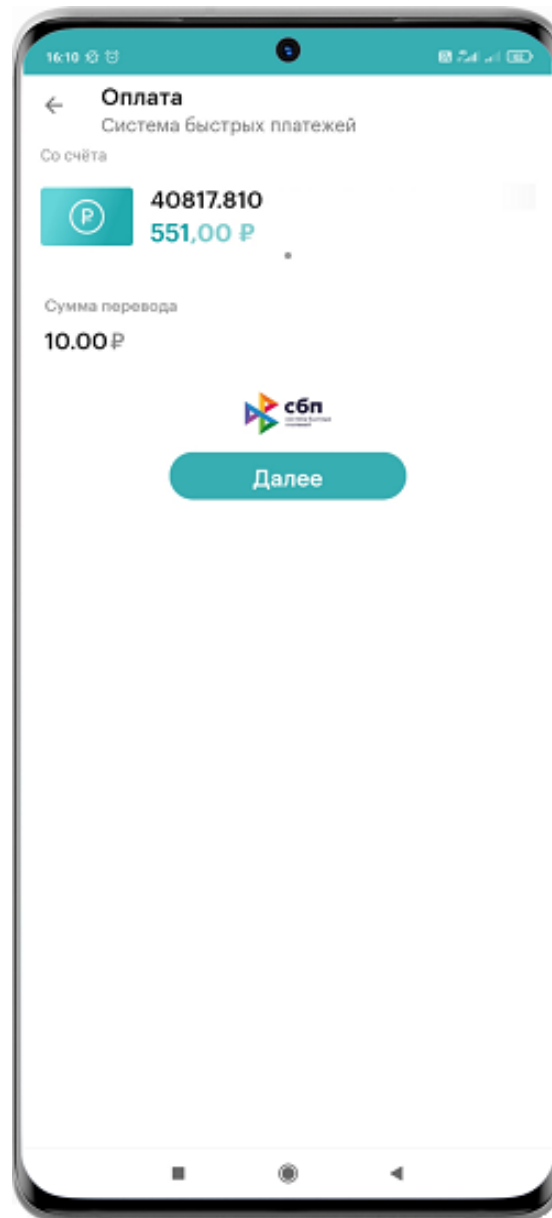 16:10
Оплата
Система быстрых платежей
Со счёта
40817.810
551,00 ₽
Сумма перевода
10.00 ₽
сбп
Далее